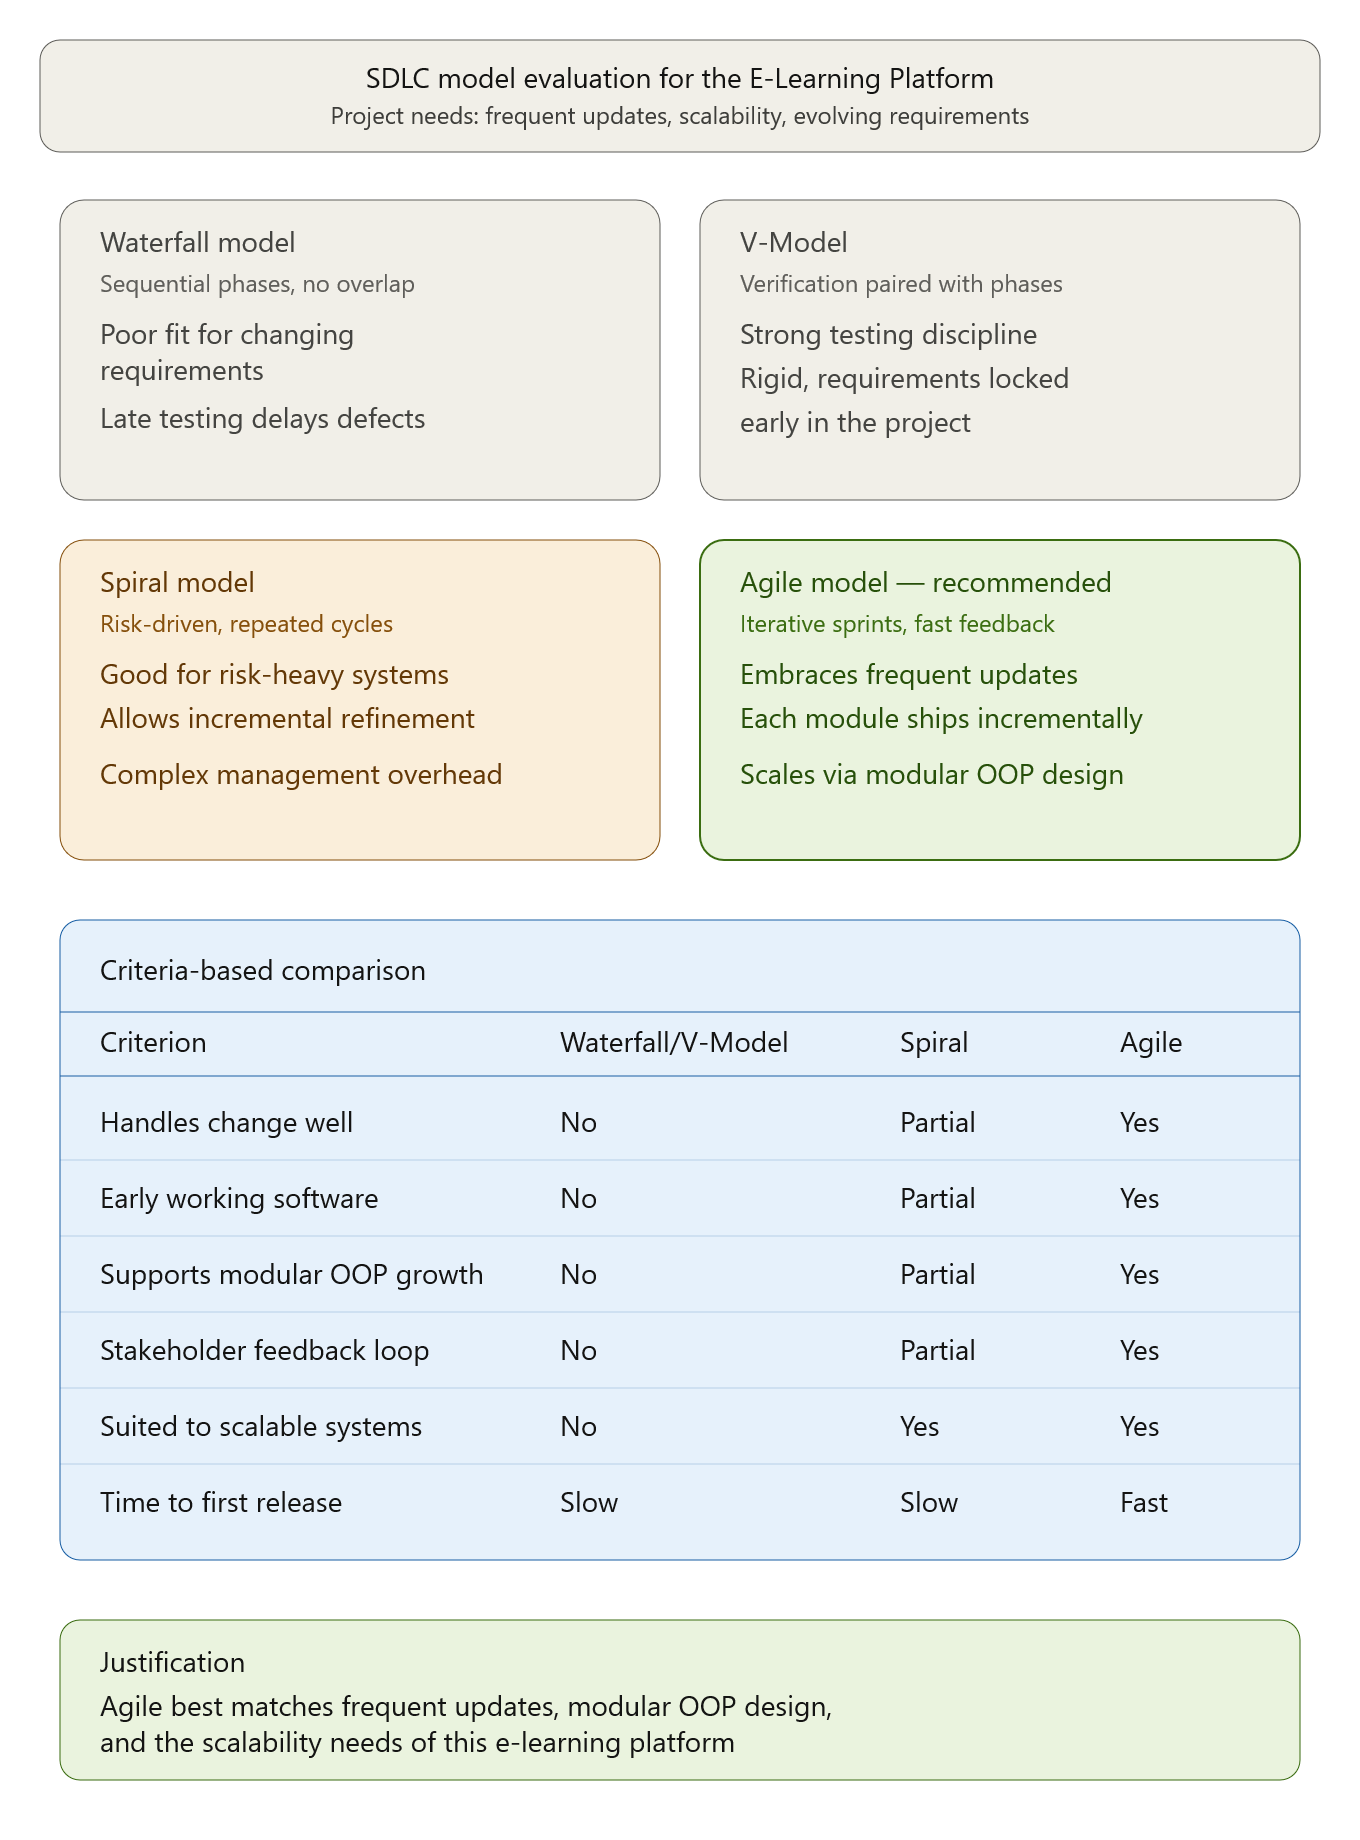 SDLC model evaluation for the E-Learning Platform
Project needs: frequent updates, scalability, evolving requirements
Waterfall model
Sequential phases, no overlap
Poor fit for changing
requirements
Late testing delays defects
V-Model
Verification paired with phases
Strong testing discipline
Rigid, requirements locked
early in the project
Spiral model
Risk-driven, repeated cycles
Good for risk-heavy systems
Allows incremental refinement
Complex management overhead
Agile model — recommended
Iterative sprints, fast feedback
Embraces frequent updates
Each module ships incrementally
Scales via modular OOP design
Criteria-based comparison
Criterion Waterfall/V-Model Spiral Agile
Handles change well No Partial Yes
Early working software No Partial Yes
Supports modular OOP growth No Partial Yes
Stakeholder feedback loop No Partial Yes
Suited to scalable systems No Yes Yes
Time to first release Slow Slow Fast
Justification
Agile best matches frequent updates, modular OOP design,
and the scalability needs of this e-learning platform